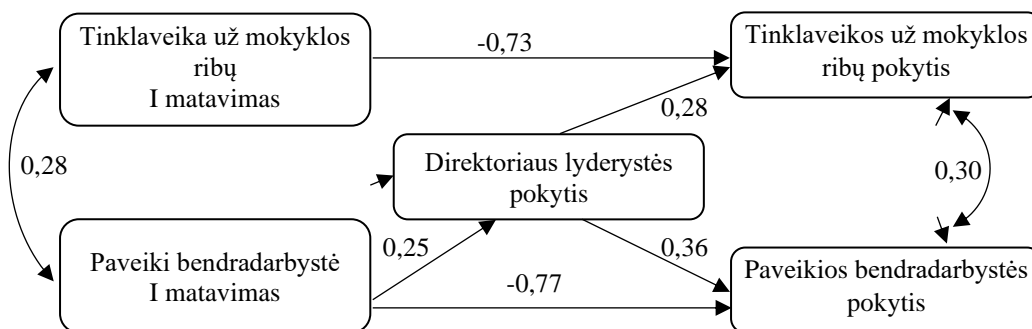 Tinklaveika už mokyklos
ribų
I matavimas
-0,73
Tinklaveikos už mokyklos
ribų pokytis
0,28
Direktoriaus lyderystės
pokytis
0,28
0,30
0,25
0,36
Paveiki bendradarbystė
I matavimas
-0,77
Paveikios bendradarbystės
pokytis